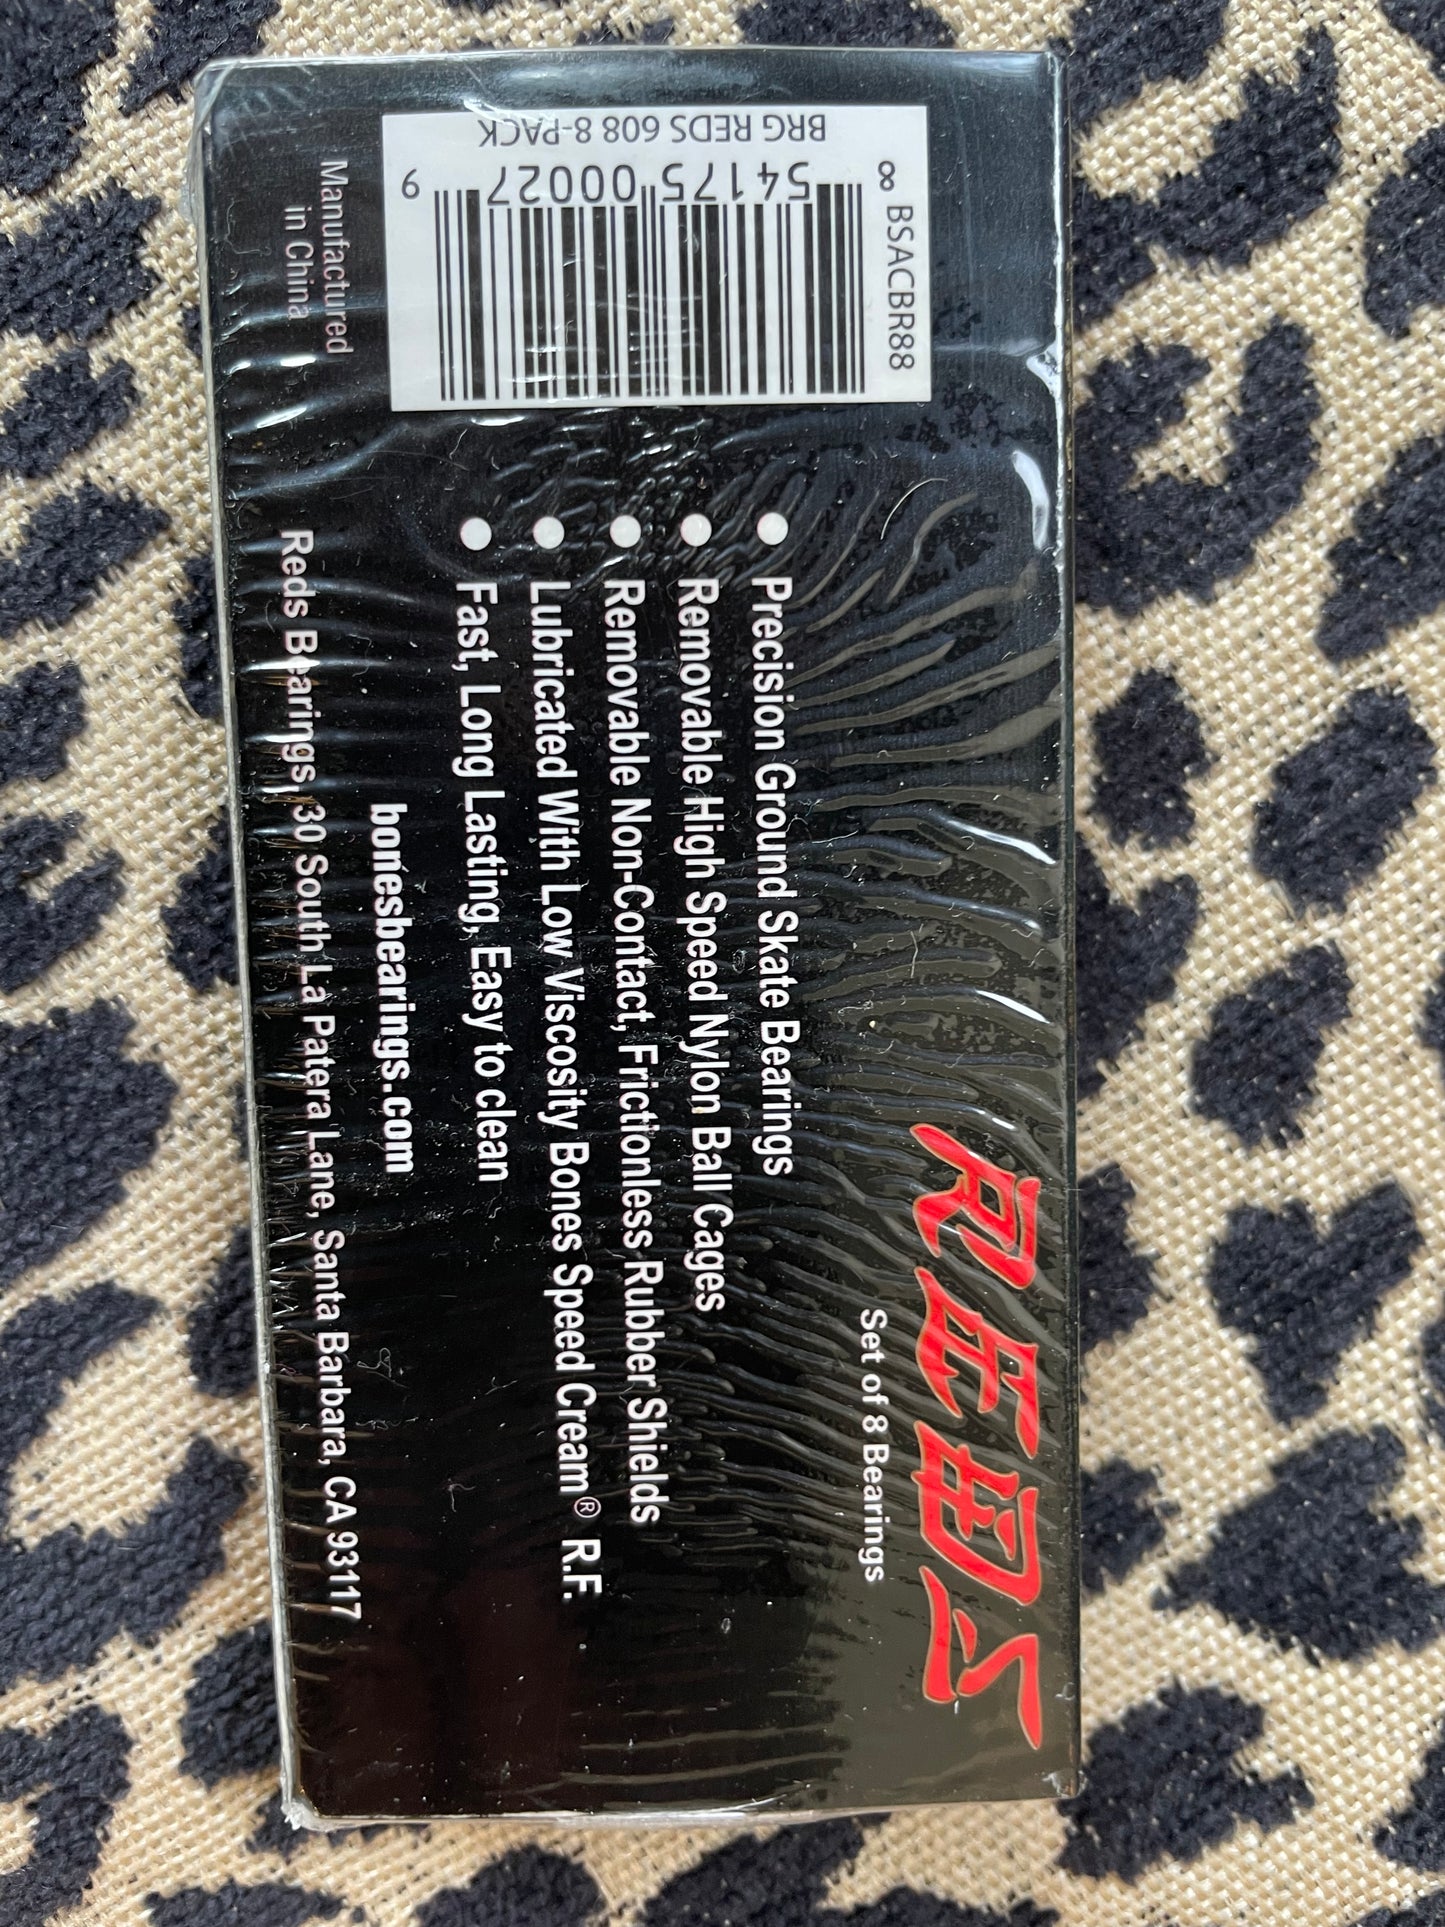 REDS
Set of 8 Bearings
Precision Ground Skate Bearings
Removable High Speed Nylon Ball Cages
Removable Non-Contact, Frictionless Rubber Shields
Lubricated With Low Viscosity Bones Speed Cream® R.F.
Fast, Long Lasting, Easy to clean
bonesbearings.com
Reds Bearings, 30 South La Patera Lane, Santa Barbara, CA 93117
BSACBR88
8 54175 00027 9
BRG REDS 608 8-PACK
Manufactured
in China